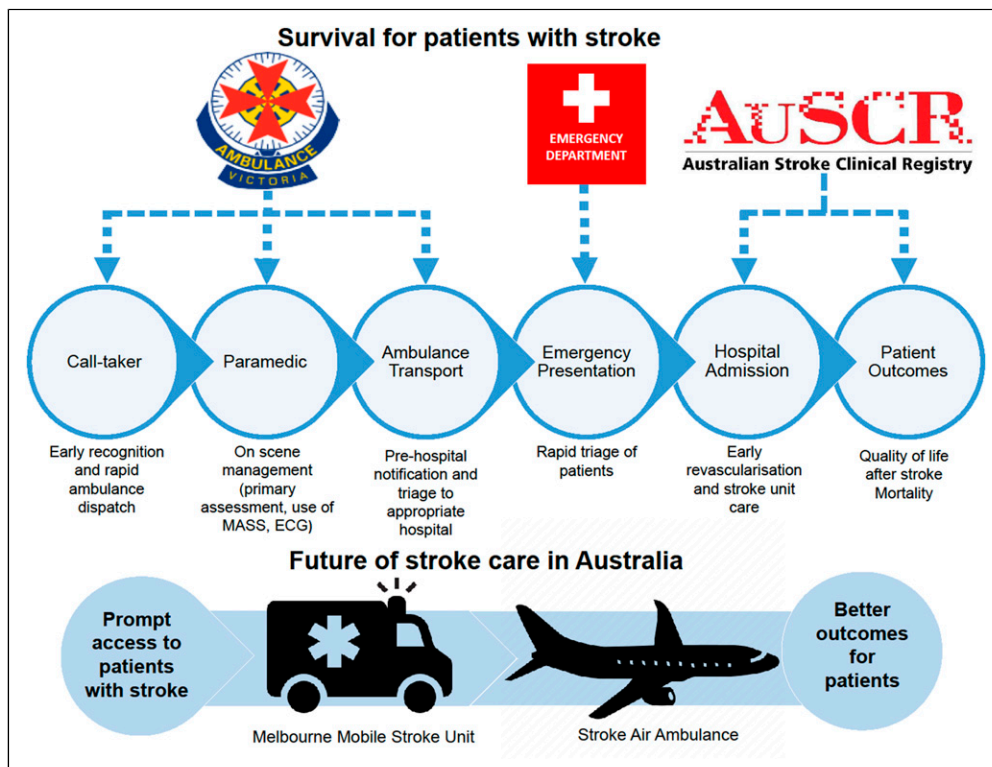 Survival for patients with stroke
AMBULANCE
VICTORIA
EMERGENCY
DEPARTMENT
AuSCR
Australian Stroke Clinical Registry
Call-taker
Paramedic
Ambulance
Transport
Emergency
Presentation
Hospital
Admission
Patient
Outcomes
Early recognition
and rapid
ambulance
dispatch
On scene
management
(primary
assessment, use of
MASS, ECG)
Pre-hospital
notification and
triage to
appropriate
hospital
Rapid triage of
patients
Early
revascularisation
and stroke unit
care
Quality of life
after stroke
Mortality
Future of stroke care in Australia
Prompt
access to
patients
with stroke
Melbourne Mobile Stroke Unit
Stroke Air Ambulance
Better
outcomes
for
patients